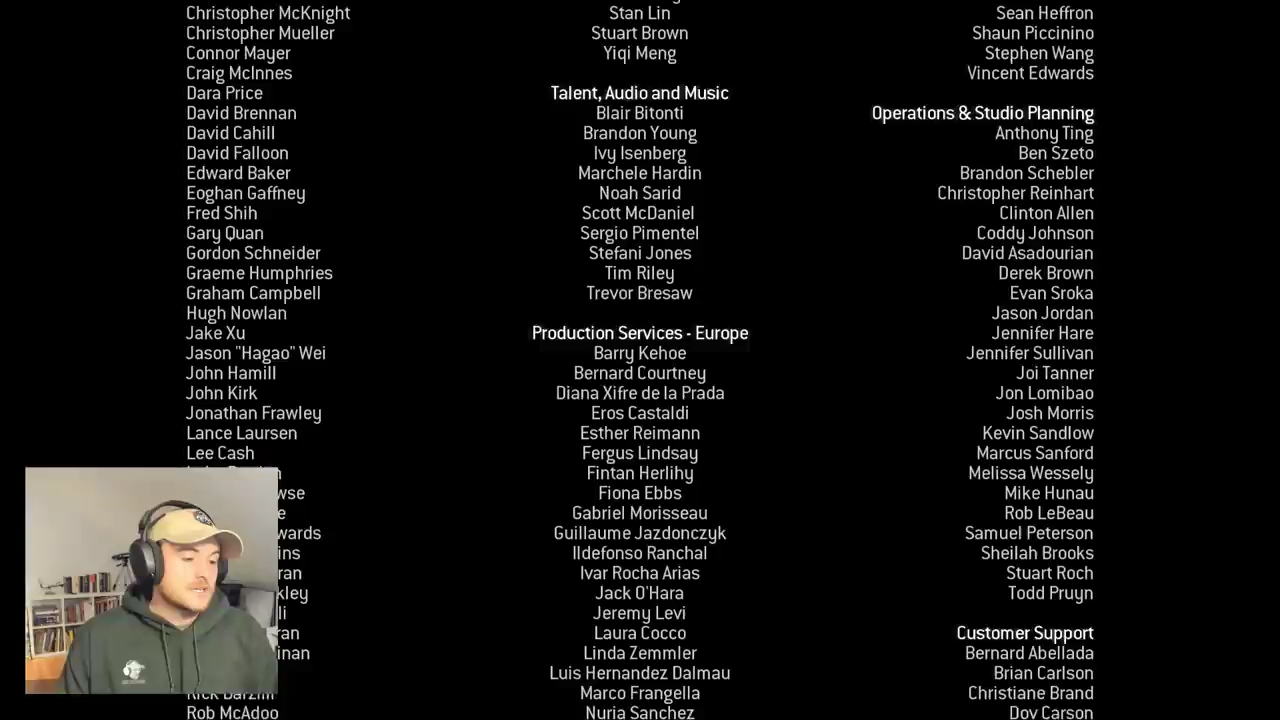 Christopher McKnight
Christopher Mueller
Connor Mayer
Craig McInnes
Dara Price
David Brennan
David Cahill
David Falloon
Edward Baker
Eoghan Gaffney
Fred Shih
Gary Quan
Gordon Schneider
Graeme Humphries
Graham Campbell
Hugh Nowlan
Jake Xu
Jason "Hagao" Wei
John Hamill
John Kirk
Jonathan Frawley
Lance Laursen
Lee Cash
Rob McAdoo
Stan Lin
Stuart Brown
Yiqi Meng
Talent, Audio and Music
Blair Bitonti
Brandon Young
Ivy Isenberg
Marchele Hardin
Noah Sarid
Scott McDaniel
Sergio Pimentel
Stefani Jones
Tim Riley
Trevor Bresaw
Production Services - Europe
Barry Kehoe
Bernard Courtney
Diana Xifre de la Prada
Eros Castaldi
Esther Reimann
Fergus Lindsay
Fintan Herlihy
Fiona Ebbs
Gabriel Morisseau
Guillaume Jazdonczyk
Ildefonso Ranchal
Ivar Rocha Arias
Jack O'Hara
Jeremy Levi
Laura Cocco
Linda Zemmler
Luis Hernandez Dalmau
Marco Frangella
Nuria Sanchez
Sean Heffron
Shaun Piccinino
Stephen Wang
Vincent Edwards
Operations & Studio Planning
Anthony Ting
Ben Szeto
Brandon Schebler
Christopher Reinhart
Clinton Allen
Coddy Johnson
David Asadourian
Derek Brown
Evan Sroka
Jason Jordan
Jennifer Hare
Jennifer Sullivan
Joi Tanner
Jon Lomibao
Josh Morris
Kevin Sandlow
Marcus Sanford
Melissa Wessely
Mike Hunau
Rob LeBeau
Samuel Peterson
Sheilah Brooks
Stuart Roch
Todd Pruyn
Customer Support
Bernard Abellada
Brian Carlson
Christiane Brand
Dov Carson